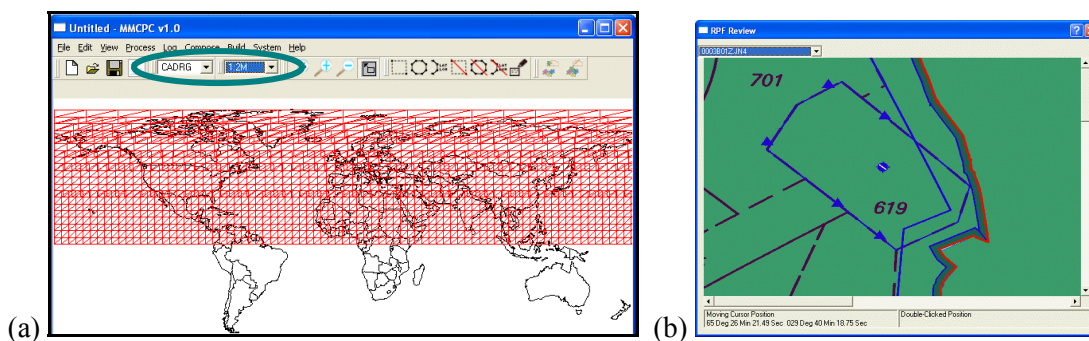 Untitled - MMCPC v1.0
File Edit View Process Log Compose Build System Help
CADRG 1:2M
(a)
RPF Review
0003B01ZJN4
701
619
Moving Cursor Position
65 Deg 26 Min 21.49 Sec 029 Deg 40 Min 18.75 Sec
Double-Clicked Position
(b)